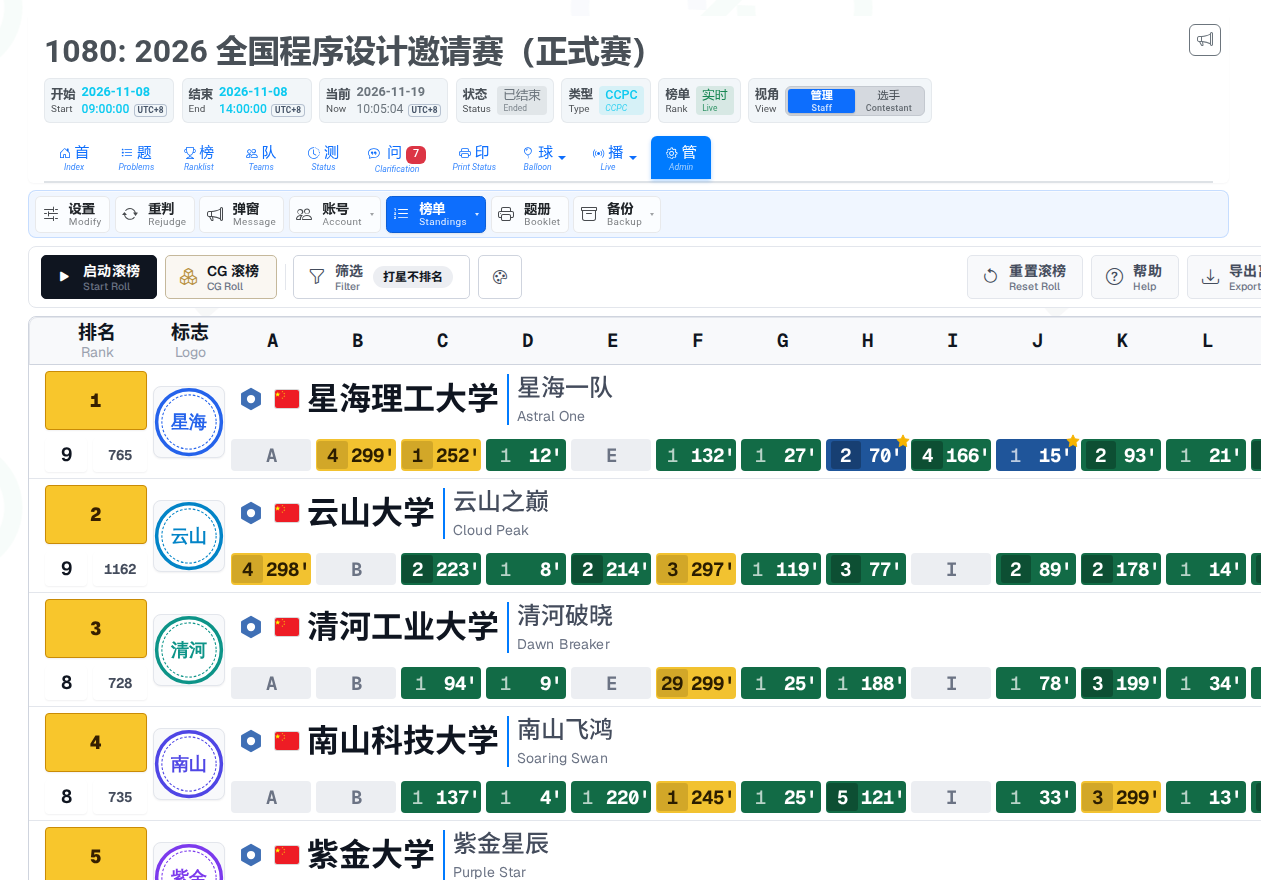 1080: 2026 全国程序设计邀请赛（正式赛）
开始 Start 2026-11-08 09:00:00 UTC+8
结束 End 2026-11-08 14:00:00 UTC+8
当前 Now 2026-11-19 10:05:04 UTC+8
状态 Status 已结束 Ended
类型 Type CCPC CCPC
榜单 Rank 实时 Live
视角 View 管理 Staff 选手 Contestant
首 题 榜 队 测 问 7 印 球 播 管
Index Problems Ranklist Teams Status Clarification Print Status Balloon Live Admin
设置 重判 弹窗 账号 榜单 题册 备份
Modify Rejudge Message Account Standings Booklet Backup
启动滚榜 CG 滚榜 筛选 打星不排名 重置滚榜 帮助 导出
Start Roll CG Roll Filter Reset Roll Help Export
排名 标志 A B C D E F G H I J K L
Rank Logo
1 星海 星海理工大学 星海一队
Astral One
9 765 A 4 299' 1 252' 1 12' E 1 132' 1 27' 2 70' 4 166' 1 15' 2 93' 1 21'
2 云山 云山大学 云山之巅
Cloud Peak
9 1162 4 298' B 2 223' 1 8' 2 214' 3 297' 1 119' 3 77' I 2 89' 2 178' 1 14'
3 清河 清河工业大学 清河破晓
Dawn Breaker
8 728 A B 1 94' 1 9' E 29 299' 1 25' 1 188' I 1 78' 3 199' 1 34'
4 南山 南山科技大学 南山飞鸿
Soaring Swan
8 735 A B 1 137' 1 4' 1 220' 1 245' 1 25' 5 121' I 1 33' 3 299' 1 13'
5 紫金 紫金大学 紫金星辰
Purple Star